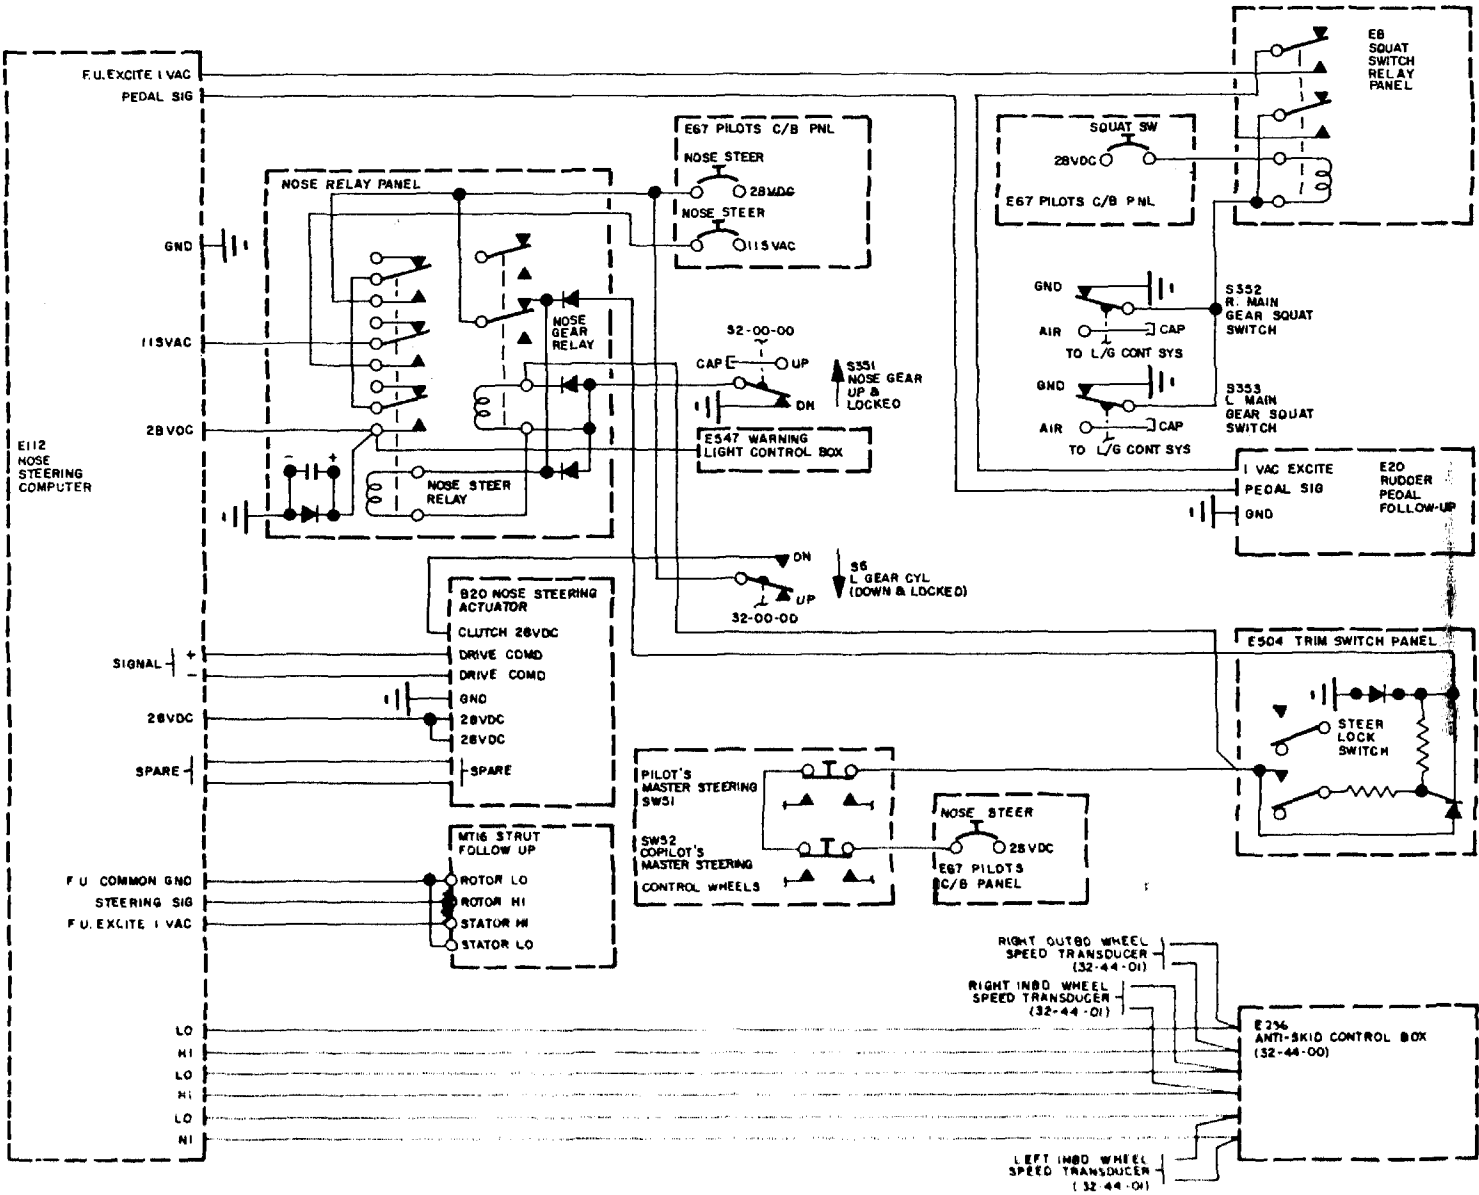 F.U. EXCITE 1 VAC
PEDAL SIG
GND
115VAC
28VDC
E112
NOSE
STEERING
COMPUTER
SIGNAL
+
-
28VDC
SPARE
F U COMMON GND
STEERING SIG
F U. EXCITE 1 VAC
LO
HI
LO
HI
LO
HI
NOSE RELAY PANEL
NOSE
GEAR
RELAY
- +
NOSE STEER
RELAY
E67 PILOTS C/B PNL
NOSE STEER
28VDC
NOSE STEER
115VAC
32-00-00
CAP
UP
DN
S351
NOSE GEAR
UP &
LOCKED
E547 WARNING
LIGHT CONTROL BOX
DN
UP
32-00-00
S6
L GEAR CYL
(DOWN & LOCKED)
B20 NOSE STEERING
ACTUATOR
CLUTCH 28VDC
DRIVE COMD
DRIVE COMD
GND
28VDC
28VDC
SPARE
MT16 STRUT
FOLLOW UP
ROTOR LO
ROTOR HI
STATOR HI
STATOR LO
PILOT'S
MASTER STEERING
SW51
SW52
COPILOT'S
MASTER STEERING
CONTROL WHEELS
NOSE STEER
28VDC
E67 PILOTS
C/B PANEL
E8
SQUAT
SWITCH
RELAY
PANEL
SQUAT SW
28VDC
E67 PILOTS C/B PNL
GND
AIR
CAP
TO L/G CONT SYS
S352
R. MAIN
GEAR SQUAT
SWITCH
GND
AIR
CAP
TO L/G CONT SYS
S353
L MAIN
GEAR SQUAT
SWITCH
1 VAC EXCITE
PEDAL SIG
GND
E20
RUDDER
PEDAL
FOLLOW-UP
E504 TRIM SWITCH PANEL
STEER
LOCK
SWITCH
RIGHT OUTBD WHEEL
SPEED TRANSDUCER
(32-44-01)
RIGHT INBD WHEEL
SPEED TRANSDUCER
(32-44-01)
E236
ANTI-SKID CONTROL BOX
(32-44-00)
LEFT INBD WHEEL
SPEED TRANSDUCER
(32-44-01)